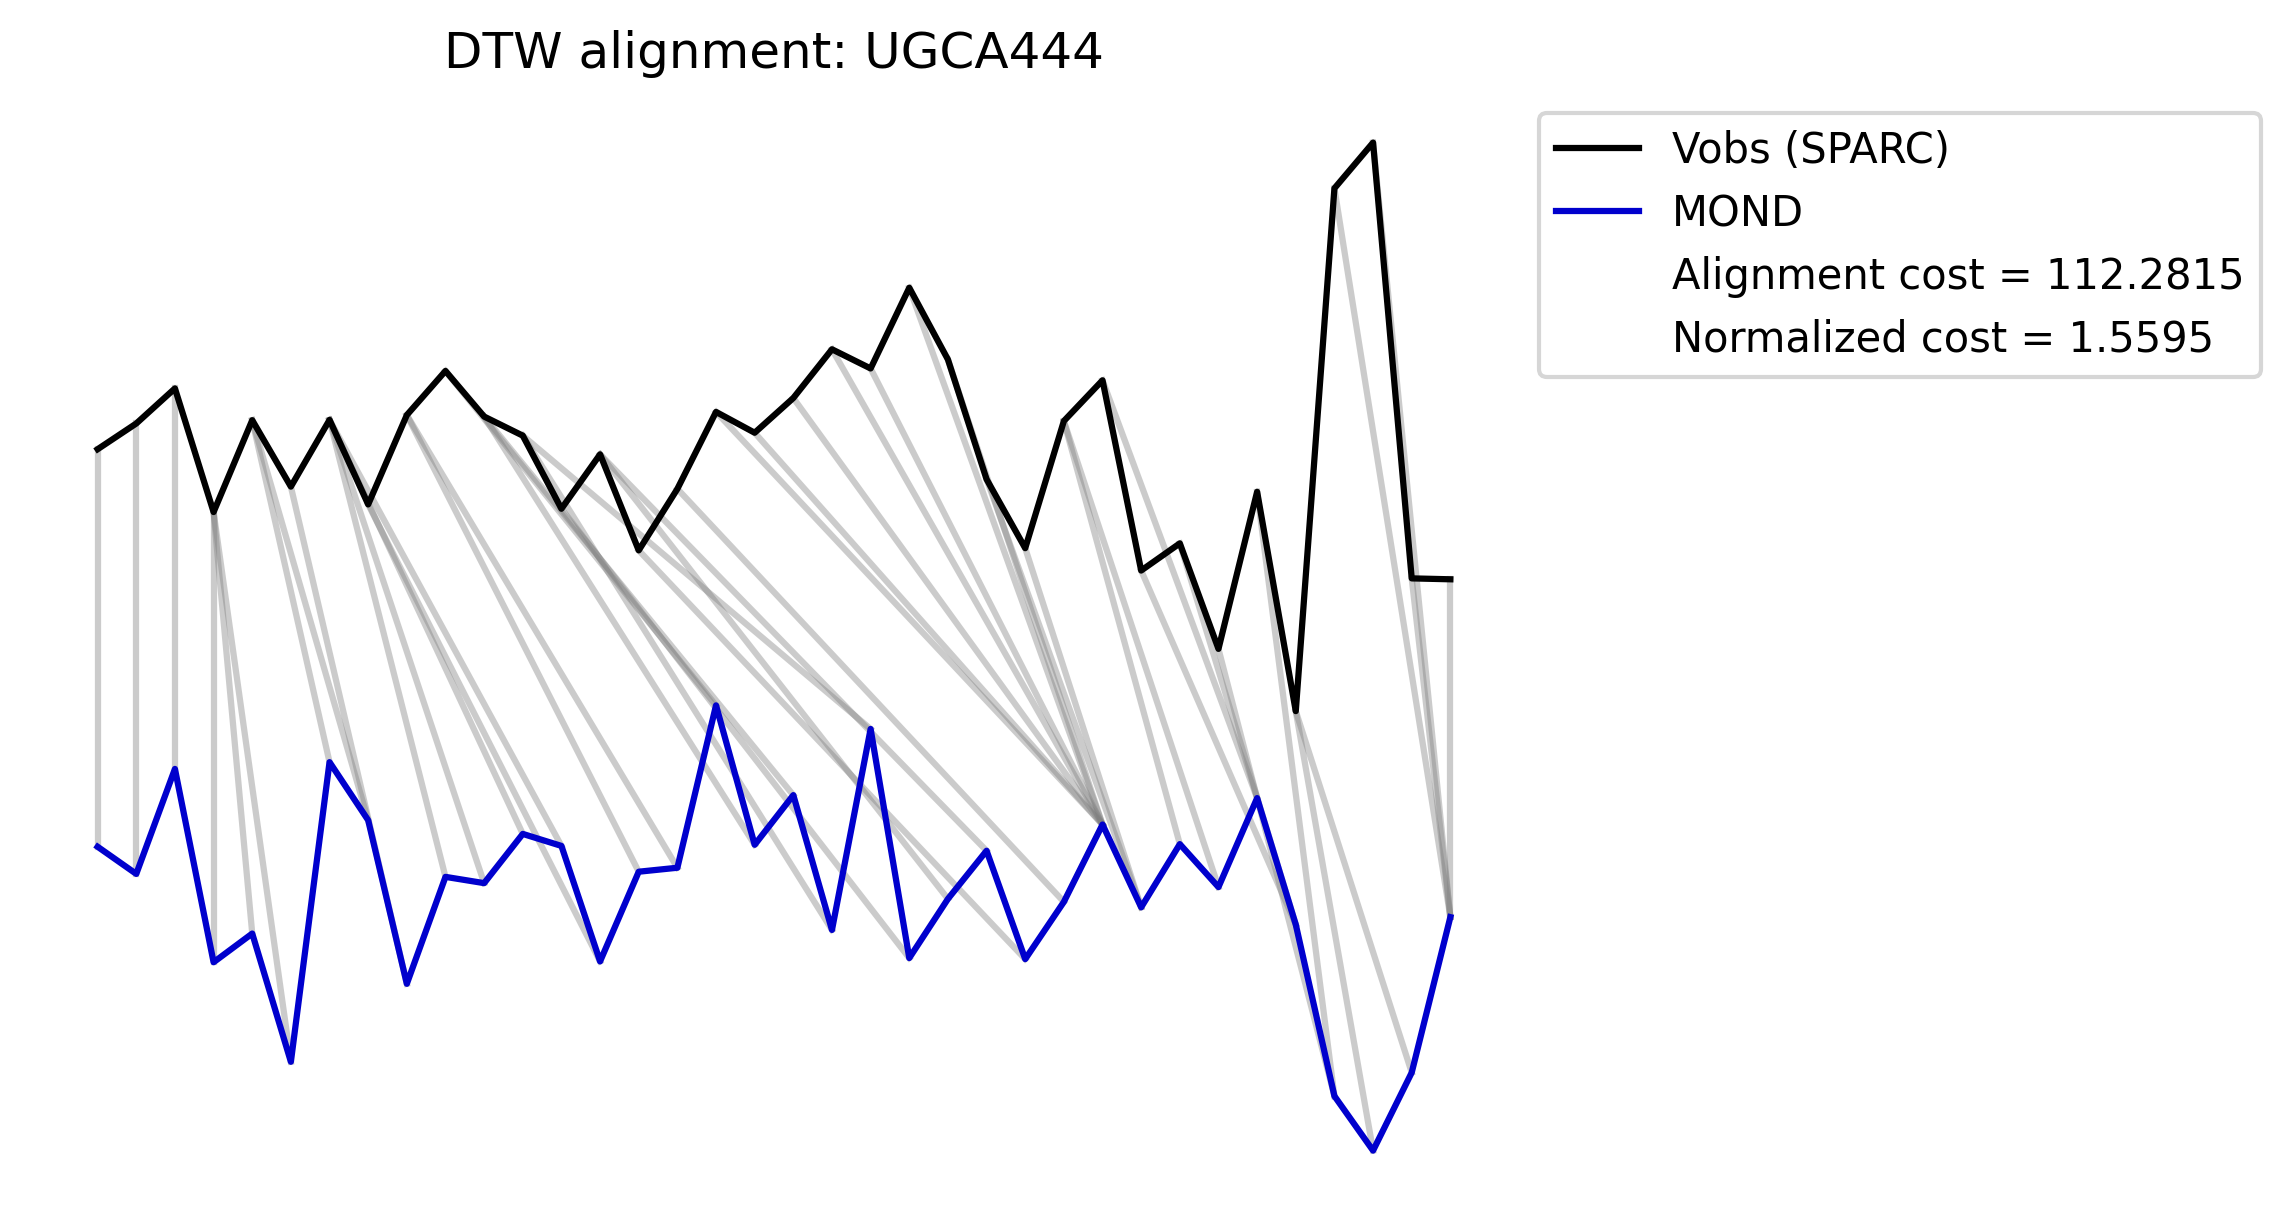 DTW alignment: UGCA444
Vobs (SPARC)
MOND
Alignment cost = 112.2815
Normalized cost = 1.5595